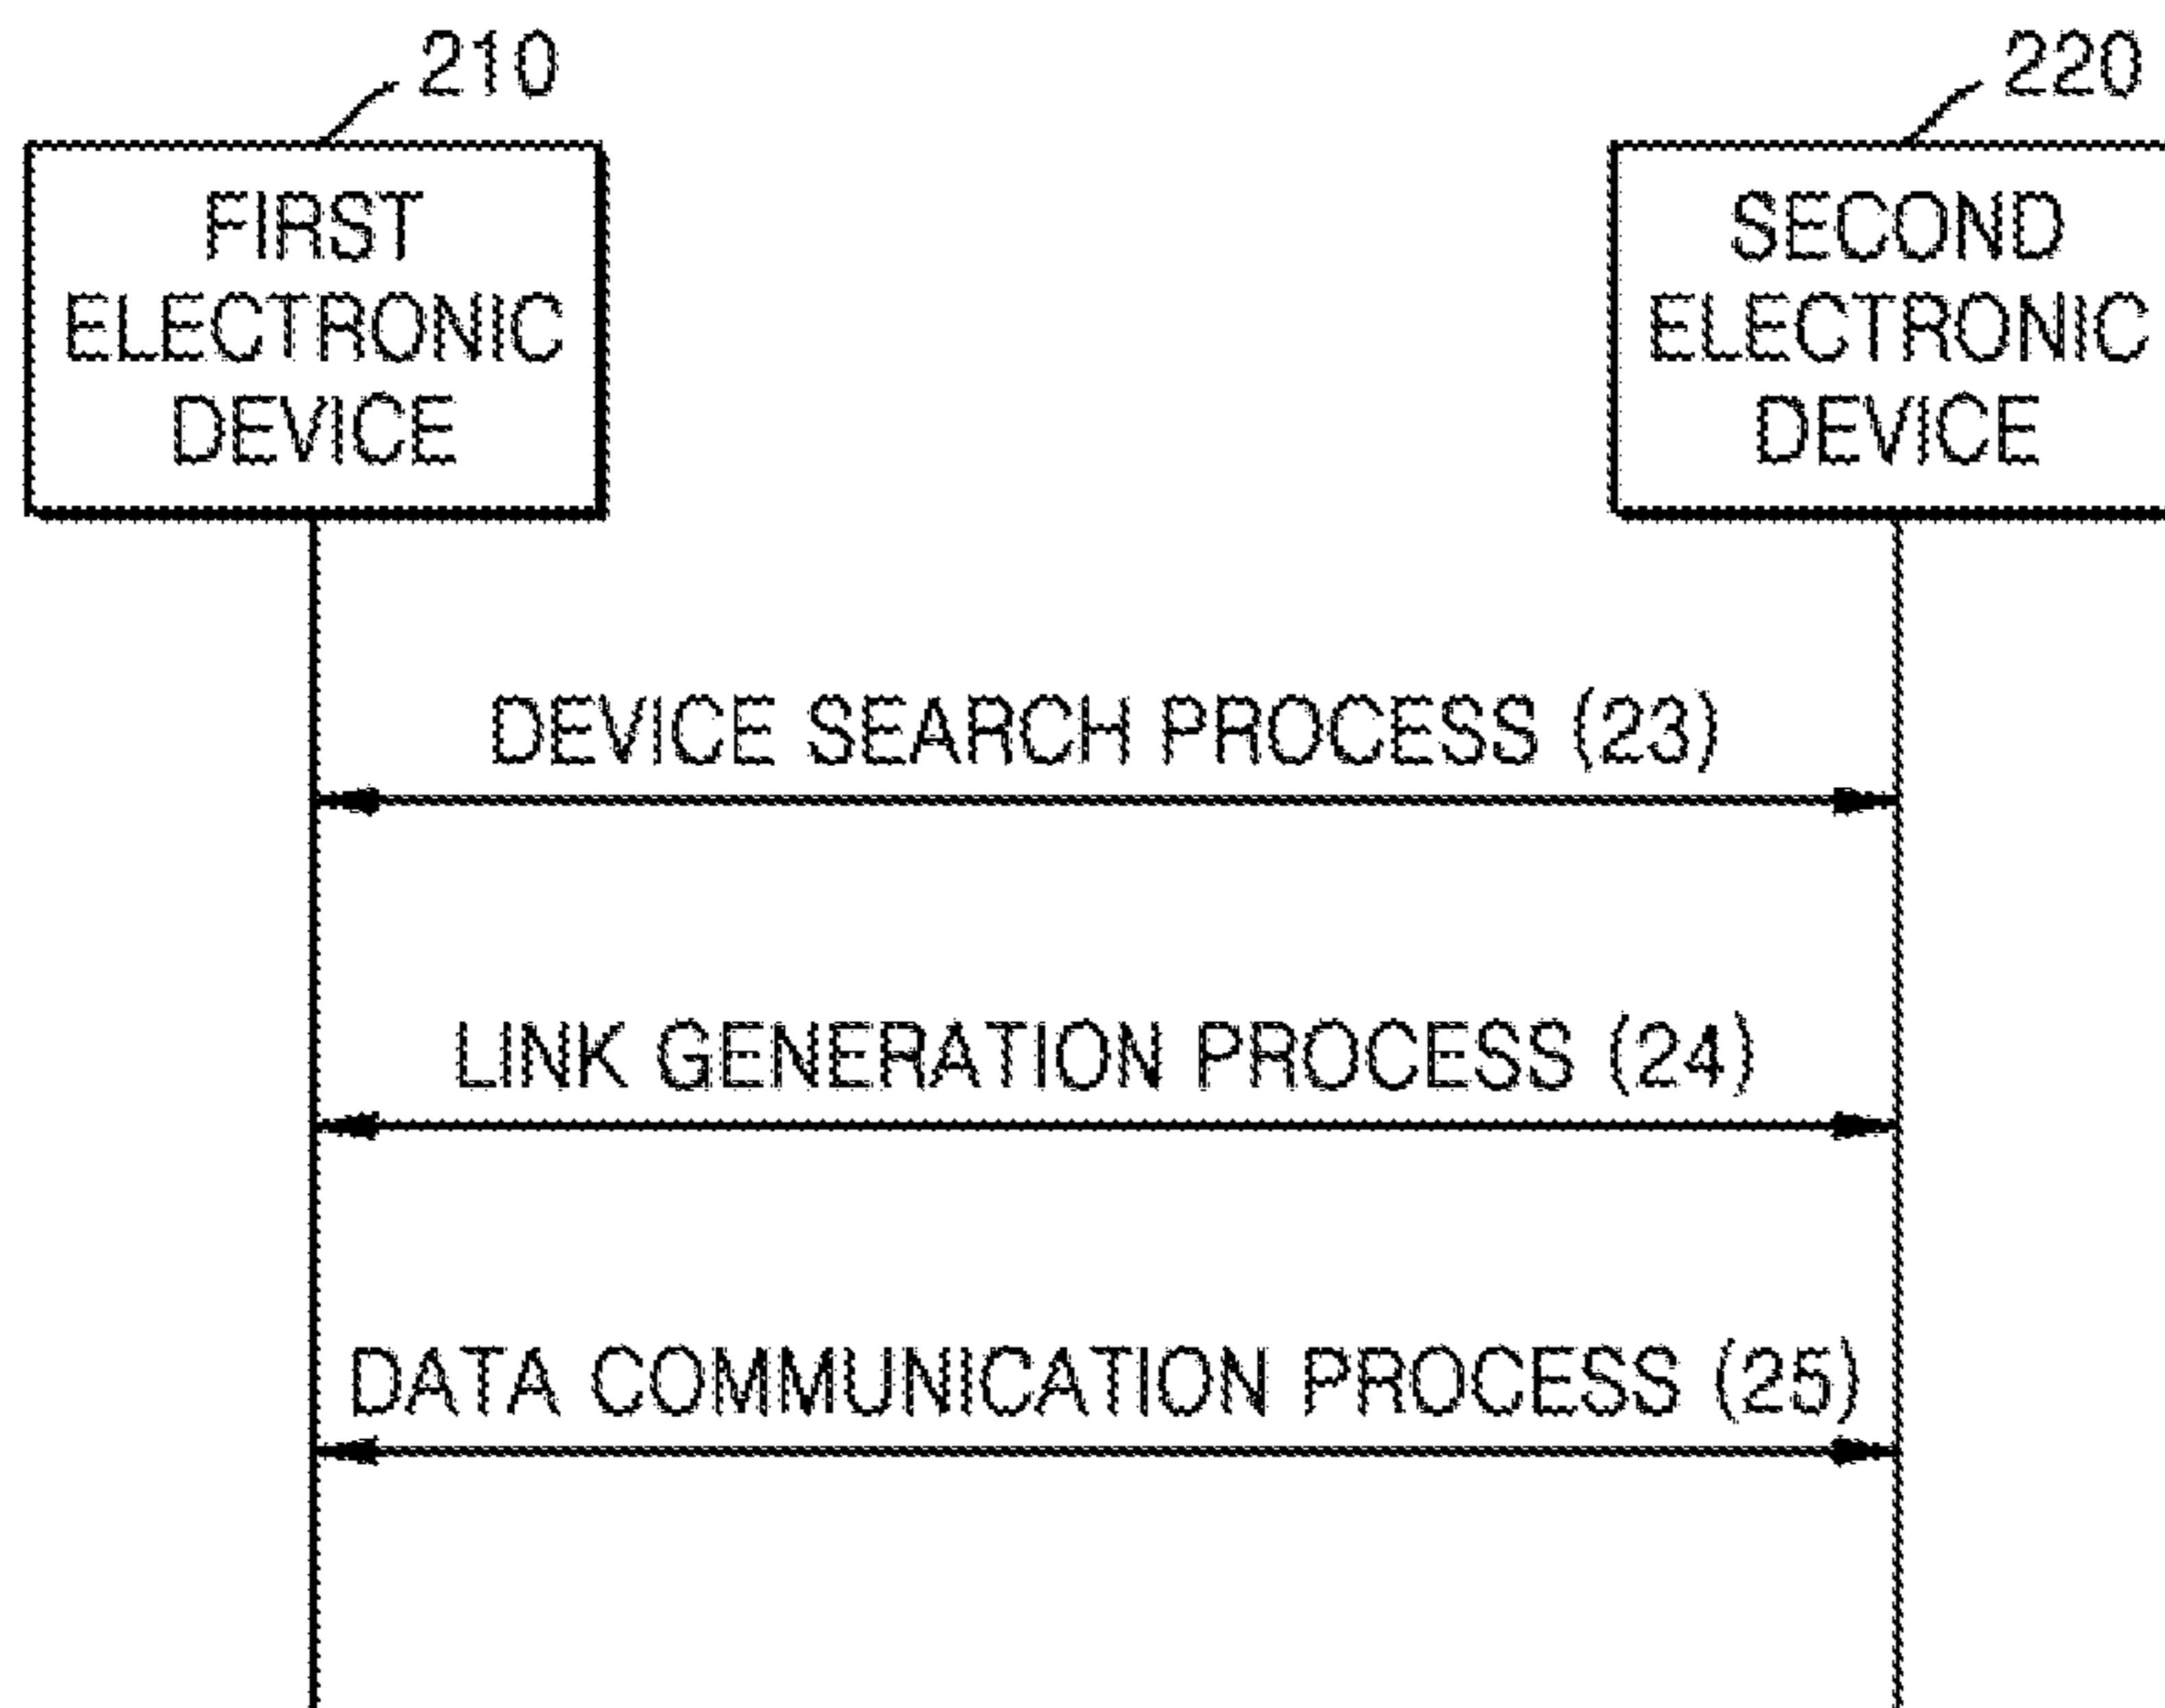 210
FIRST
ELECTRONIC
DEVICE
220
SECOND
ELECTRONIC
DEVICE
DEVICE SEARCH PROCESS (23)
LINK GENERATION PROCESS (24)
DATA COMMUNICATION PROCESS (25)